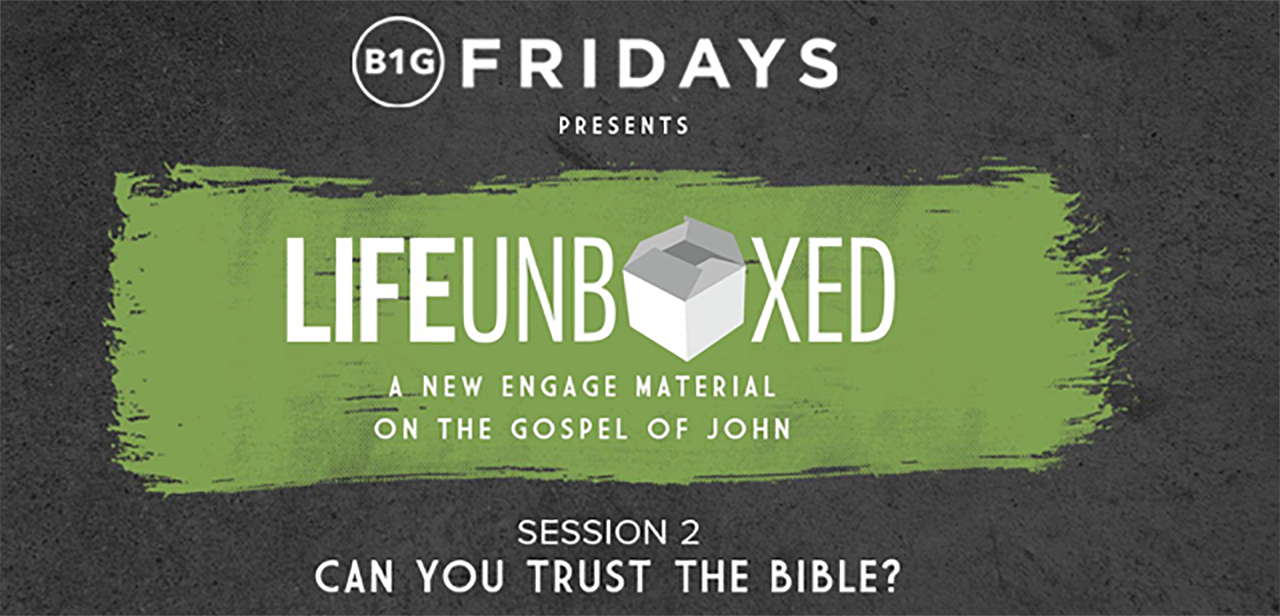 B1G FRIDAYS
PRESENTS
LIFEUNBOXED
A NEW ENGAGE MATERIAL
ON THE GOSPEL OF JOHN
SESSION 2
CAN YOU TRUST THE BIBLE?